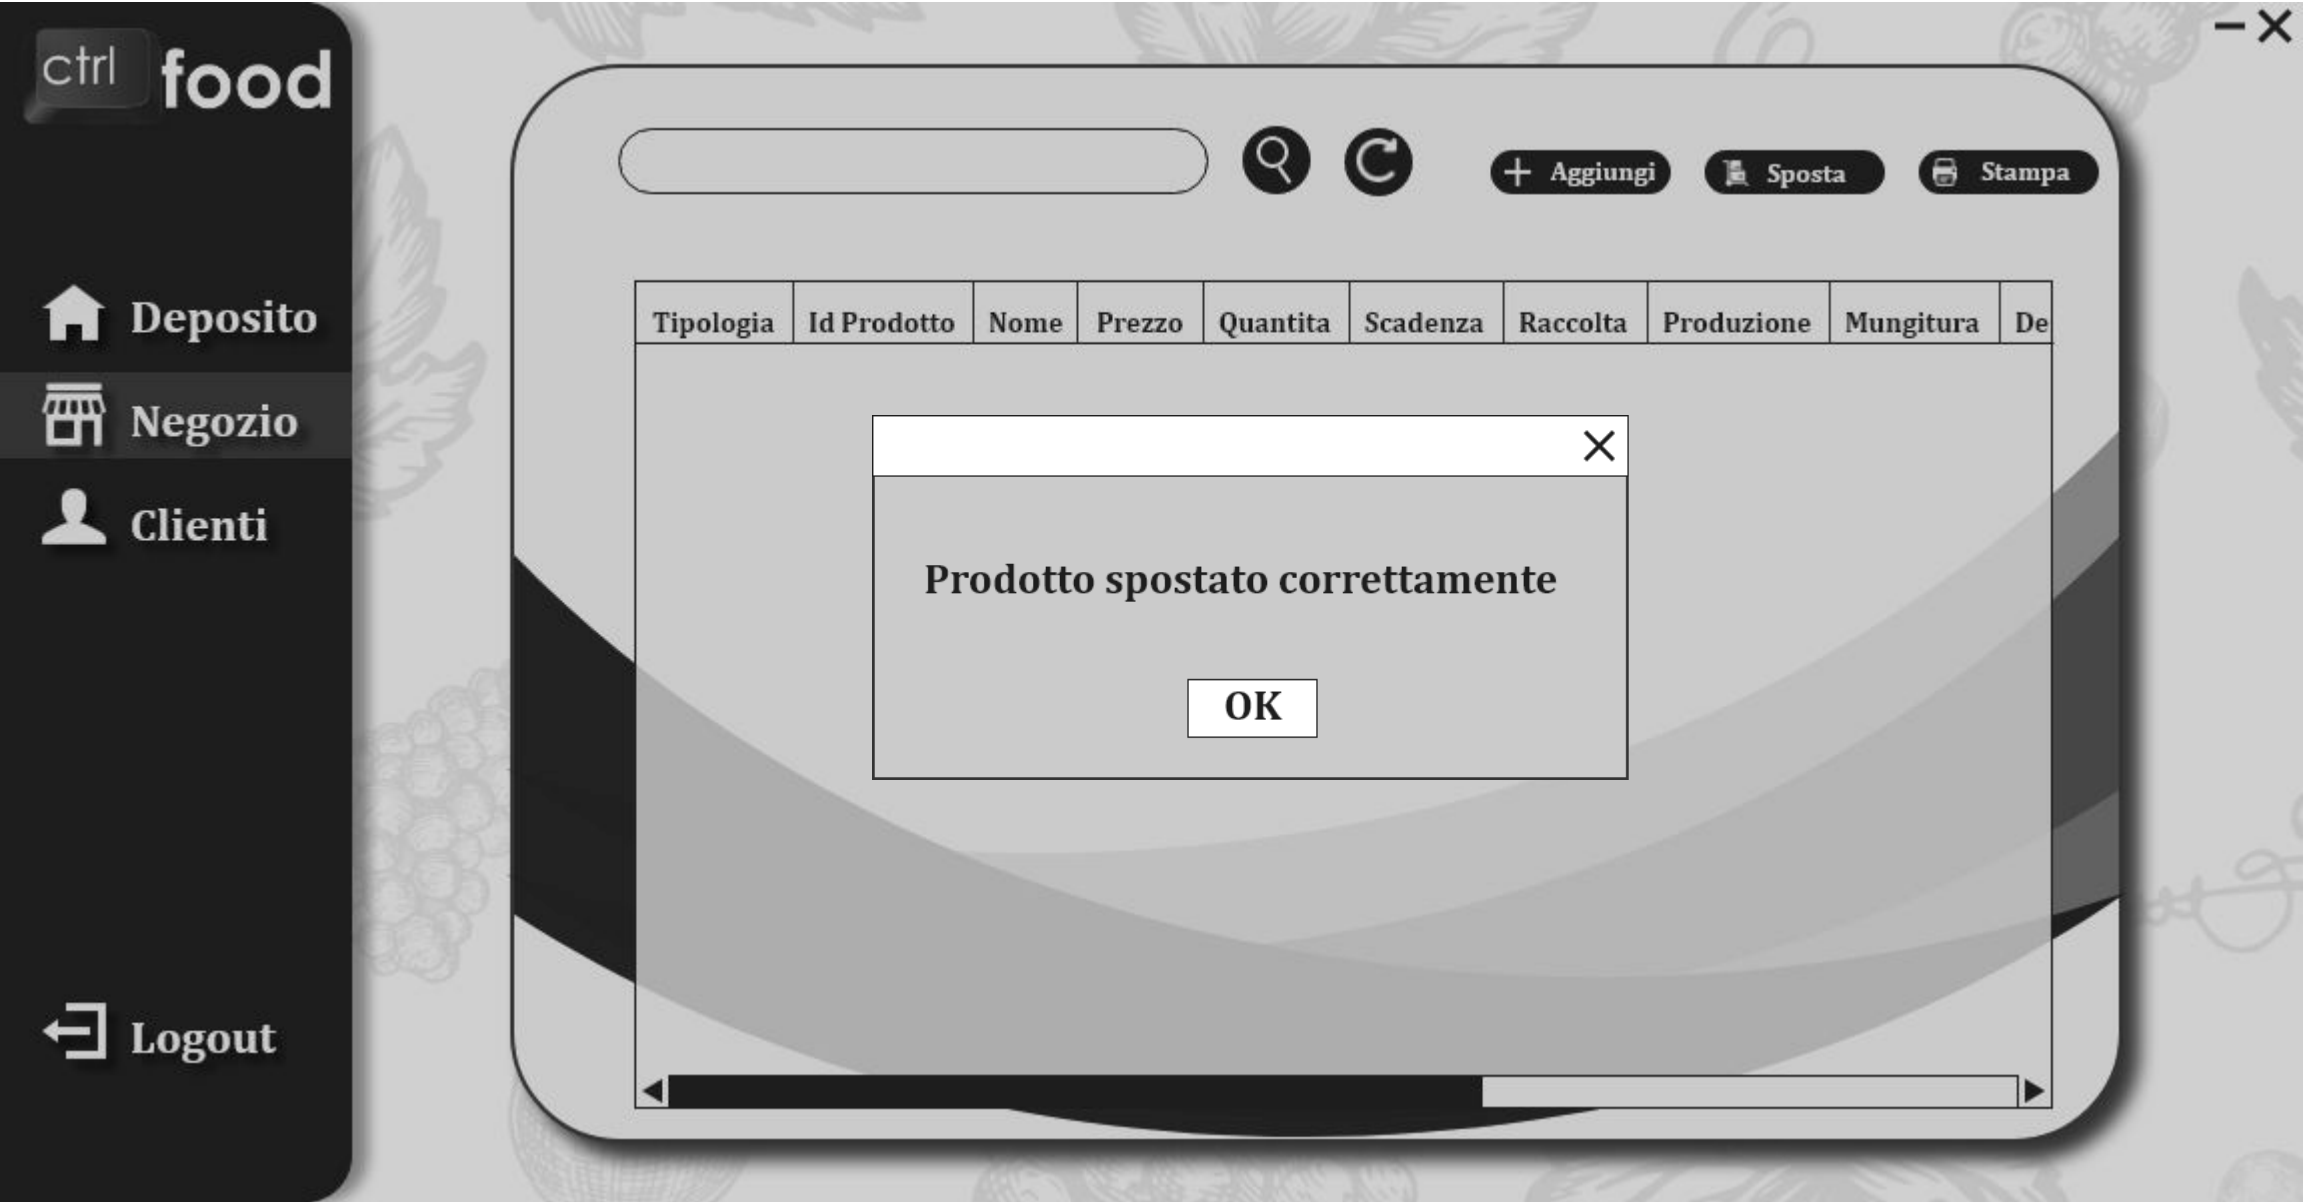 ctrl food
Deposito
Negozio
Clienti
Logout
Aggiungi Sposta Stampa
Tipologia Id Prodotto Nome Prezzo Quantita Scadenza Raccolta Produzione Mungitura De
Prodotto spostato correttamente
OK